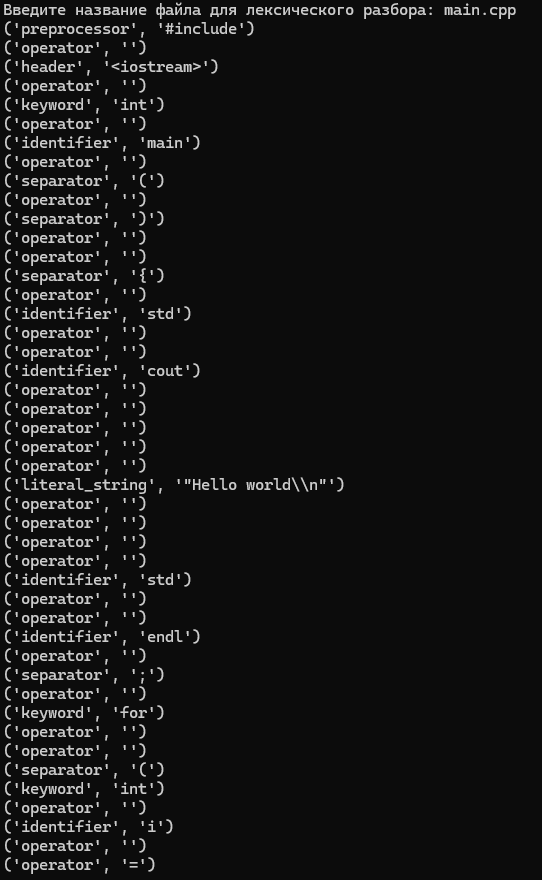 Введите название файла для лексического разбора: main.cpp
('preprocessor', '#include')
('operator', '')
('header', '<iostream>')
('operator', '')
('keyword', 'int')
('operator', '')
('identifier', 'main')
('operator', '')
('separator', '(')
('operator', '')
('separator', ')')
('operator', '')
('operator', '')
('separator', '{')
('operator', '')
('identifier', 'std')
('operator', '')
('operator', '')
('identifier', 'cout')
('operator', '')
('operator', '')
('operator', '')
('operator', '')
('operator', '')
('literal_string', '"Hello world\\n"')
('operator', '')
('operator', '')
('operator', '')
('operator', '')
('identifier', 'std')
('operator', '')
('operator', '')
('identifier', 'endl')
('operator', '')
('separator', ';')
('operator', '')
('keyword', 'for')
('operator', '')
('operator', '')
('separator', '(')
('keyword', 'int')
('operator', '')
('identifier', 'i')
('operator', '')
('operator', '=')